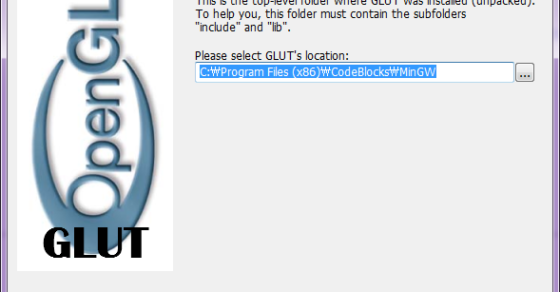 This is the top-level folder where GLUT was installed (unpacked).
To help you, this folder must contain the subfolders
"include" and "lib".
Please select GLUT's location:
C:₩Program Files (x86)₩CodeBlocks₩MinGW
...
OpenGL
GLUT